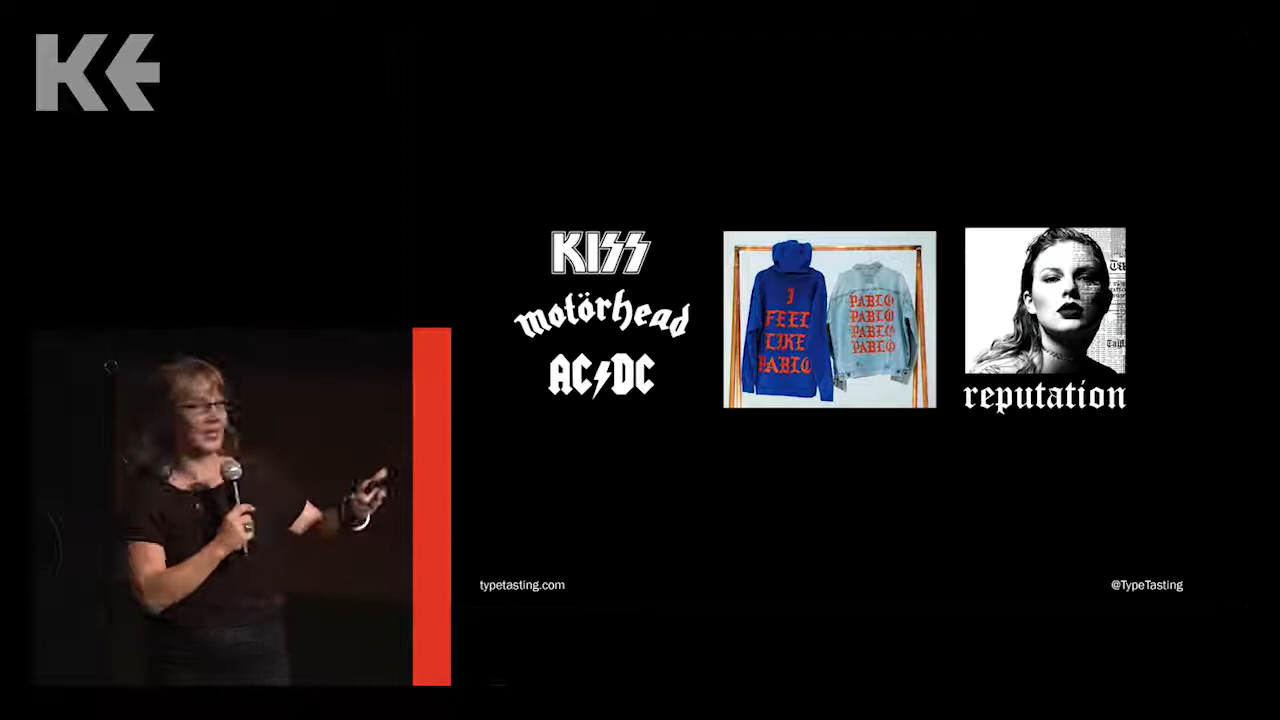 KE
KISS
motörhead
AC DC
I
FEEL
LIKE
PABLO
PABLO
PABLO
PABLO
PABLO
reputation
typetasting.com
@TypeTasting